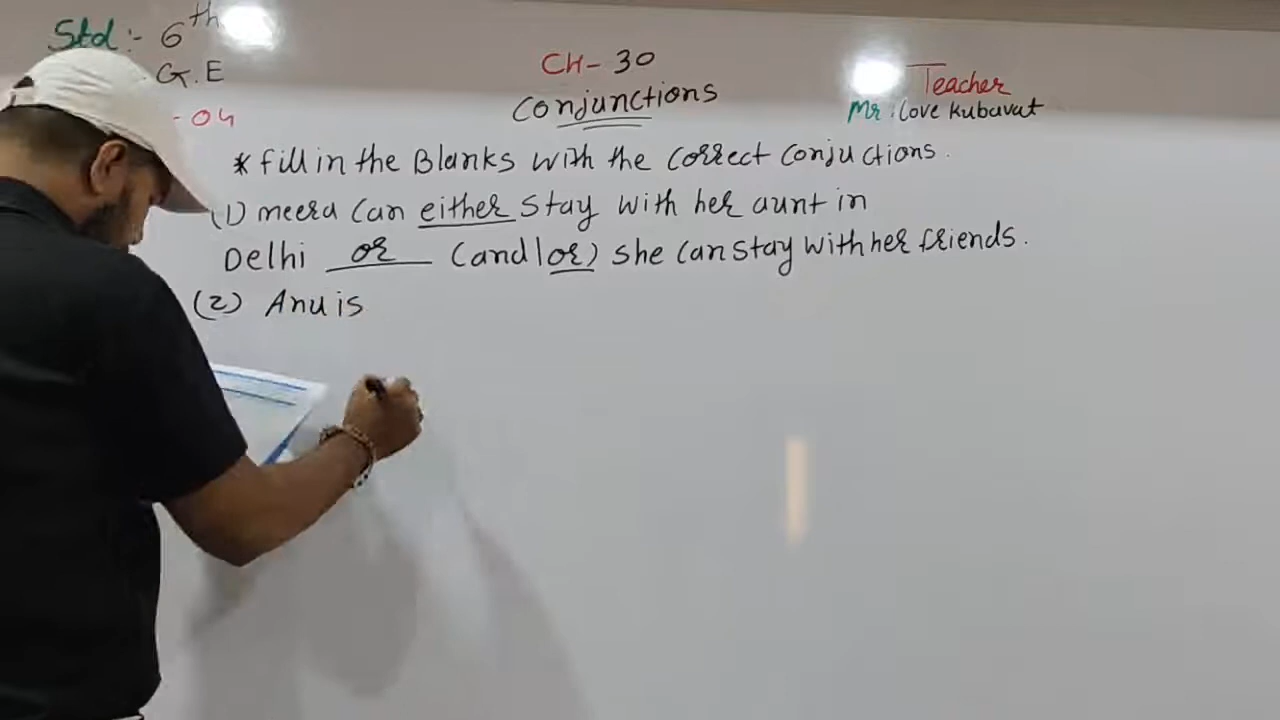 Std :- 6th
G.E
- 04
CH- 30
Conjunctions
Teacher
Mr : Love Kubavat
* Fill in the Blanks with the Correct Conjuctions.
(1) meera Can either Stay with her aunt in
Delhi or (and/or) she Can stay with her friends.
(2) Anu is